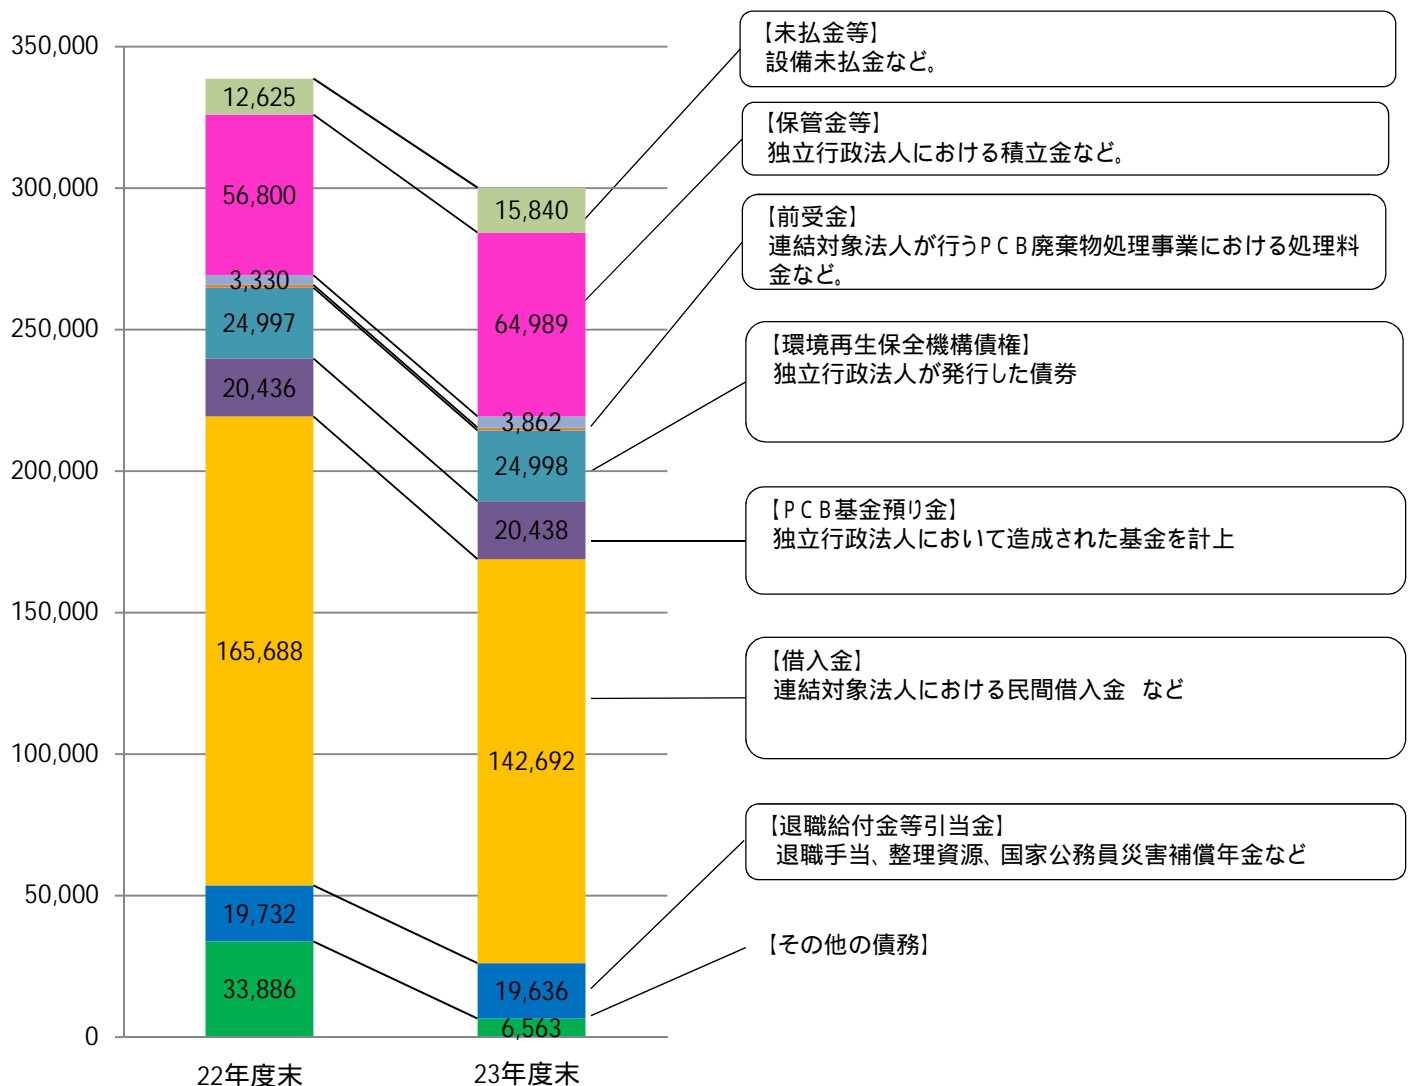 350,000
300,000
250,000
200,000
150,000
100,000
50,000
0
12,625
56,800
3,330
24,997
20,436
165,688
19,732
33,886
22年度末
15,840
64,989
3,862
24,998
20,438
142,692
19,636
6,563
23年度末
【未払金等】
設備未払金など。
【保管金等】
独立行政法人における積立金など。
【前受金】
連結対象法人が行うPCB廃棄物処理事業における処理料
金など。
【環境再生保全機構債権】
独立行政法人が発行した債券
【PCB基金預り金】
独立行政法人において造成された基金を計上
【借入金】
連結対象法人における民間借入金 など
【退職給付金等引当金】
退職手当、整理資源、国家公務員災害補償年金など
【その他の債務】